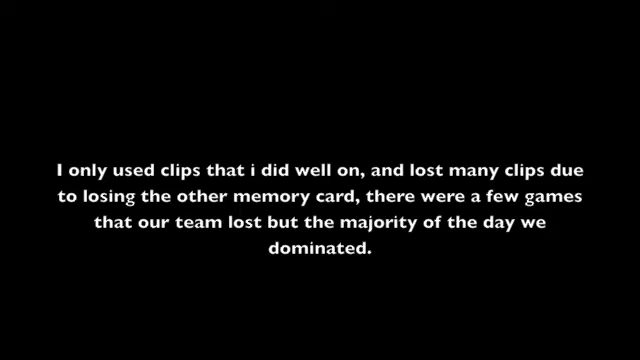 I only used clips that i did well on, and lost many clips due
to losing the other memory card, there were a few games
that our team lost but the majority of the day we
dominated.